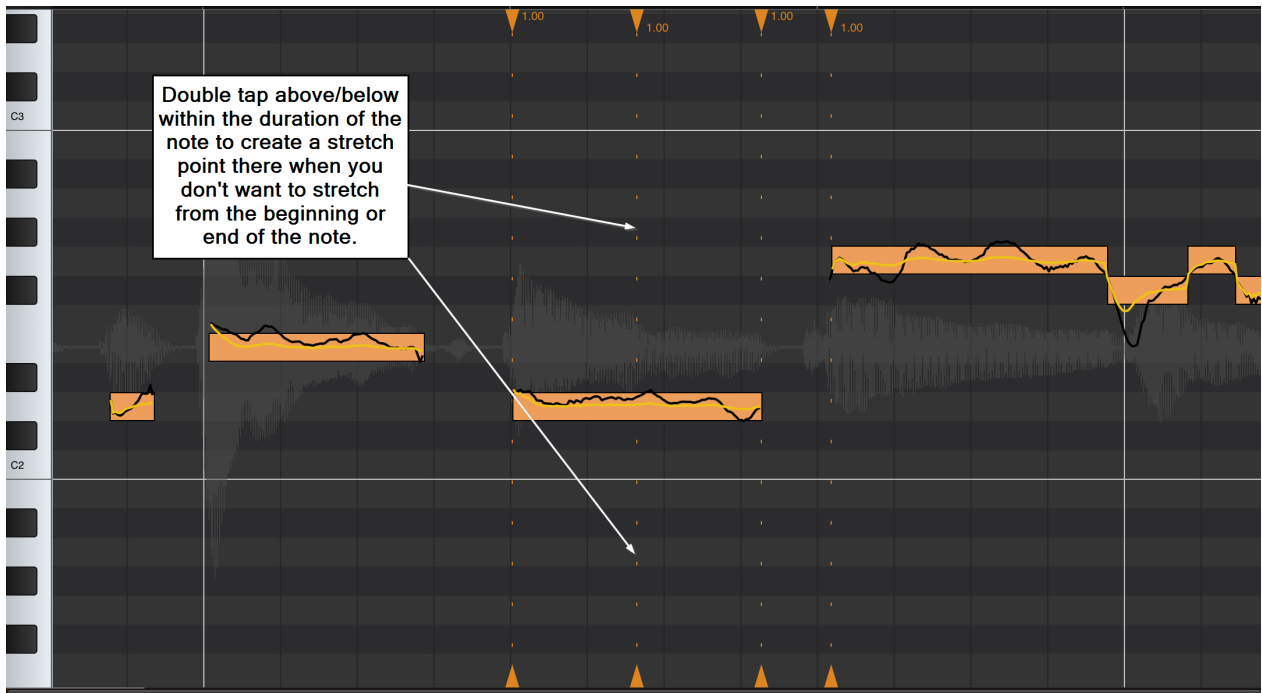 1.00
1.00
1.00
1.00
Double tap above/below
within the duration of the
note to create a stretch
point there when you
don't want to stretch
from the beginning or
end of the note.
C3
C2